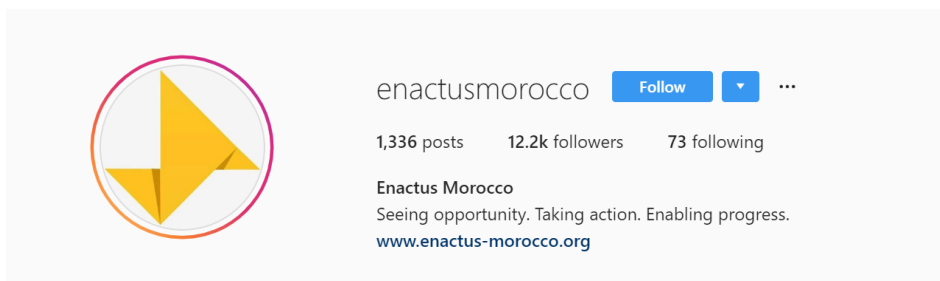 enactusmorocco Follow ...
1,336 posts 12.2k followers 73 following
Enactus Morocco
Seeing opportunity. Taking action. Enabling progress.
www.enactus-morocco.org